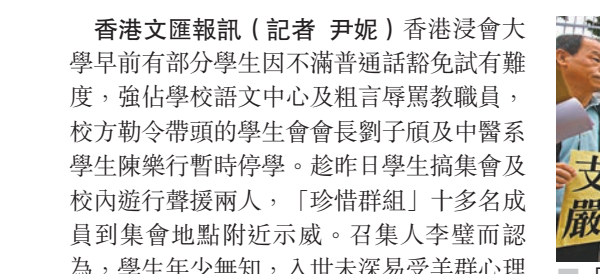 香港文匯報訊（記者 尹妮）香港浸會大
學早前有部分學生因不滿普通話豁免試有難
度，強佔學校語文中心及粗言辱罵教職員，
校方勒令帶頭的學生會會長劉子頎及中醫系
學生陳樂行暫時停學。趁昨日學生搞集會及
校內遊行聲援兩人，「珍惜群組」十多名成
員到集會地點附近示威。召集人李璧而認
為，學生年少無知，入世未深易受羊群心理
支
嚴